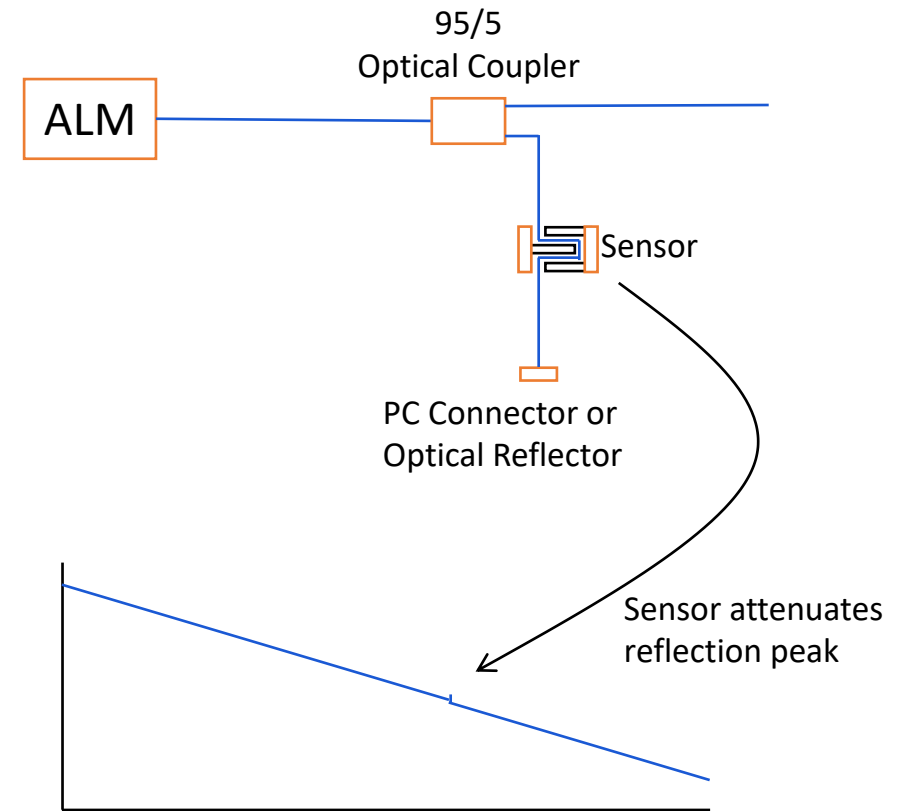 95/5
Optical Coupler
ALM
Sensor
PC Connector or
Optical Reflector
Sensor attenuates
reflection peak